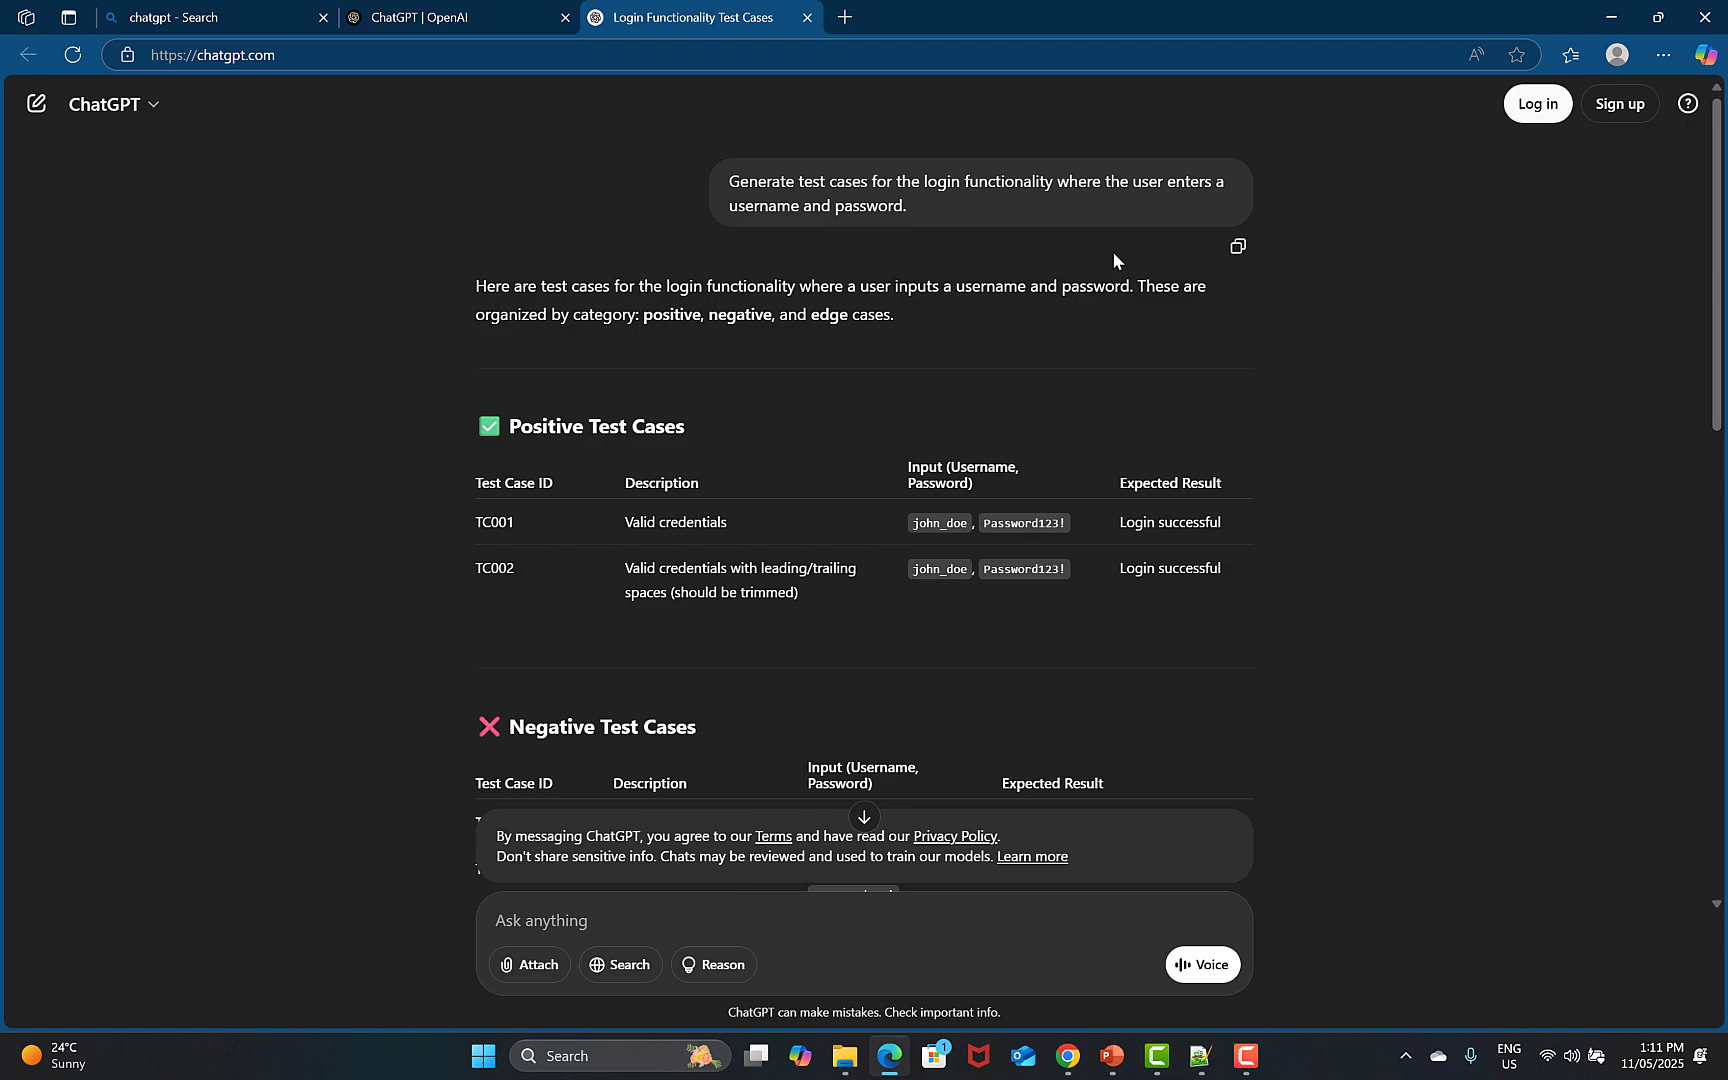 chatgpt - Search
ChatGPT | OpenAI
Login Functionality Test Cases
https://chatgpt.com
ChatGPT
Log in
Sign up
Generate test cases for the login functionality where the user enters a
username and password.
Here are test cases for the login functionality where a user inputs a username and password. These are
organized by category: positive, negative, and edge cases.
Positive Test Cases
Test Case ID Description Input (Username, Password) Expected Result
TC001 Valid credentials john_doe, Password123! Login successful
TC002 Valid credentials with leading/trailing john_doe, Password123! Login successful
spaces (should be trimmed)
Negative Test Cases
Test Case ID Description Input (Username, Password) Expected Result
By messaging ChatGPT, you agree to our Terms and have read our Privacy Policy.
Don't share sensitive info. Chats may be reviewed and used to train our models. Learn more
Ask anything
Attach Search Reason Voice
ChatGPT can make mistakes. Check important info.
24°C
Sunny
Search
1
ENG
US
1:11 PM
11/05/2025